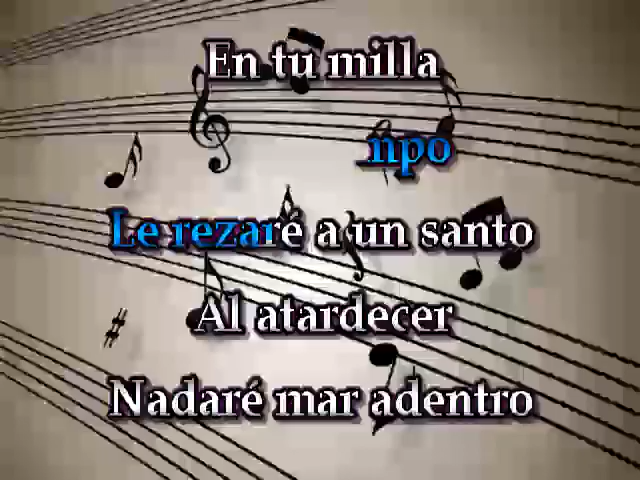 En tu milla
npo
Le rezaré a un santo
Al atardecer
Nadaré mar adentro